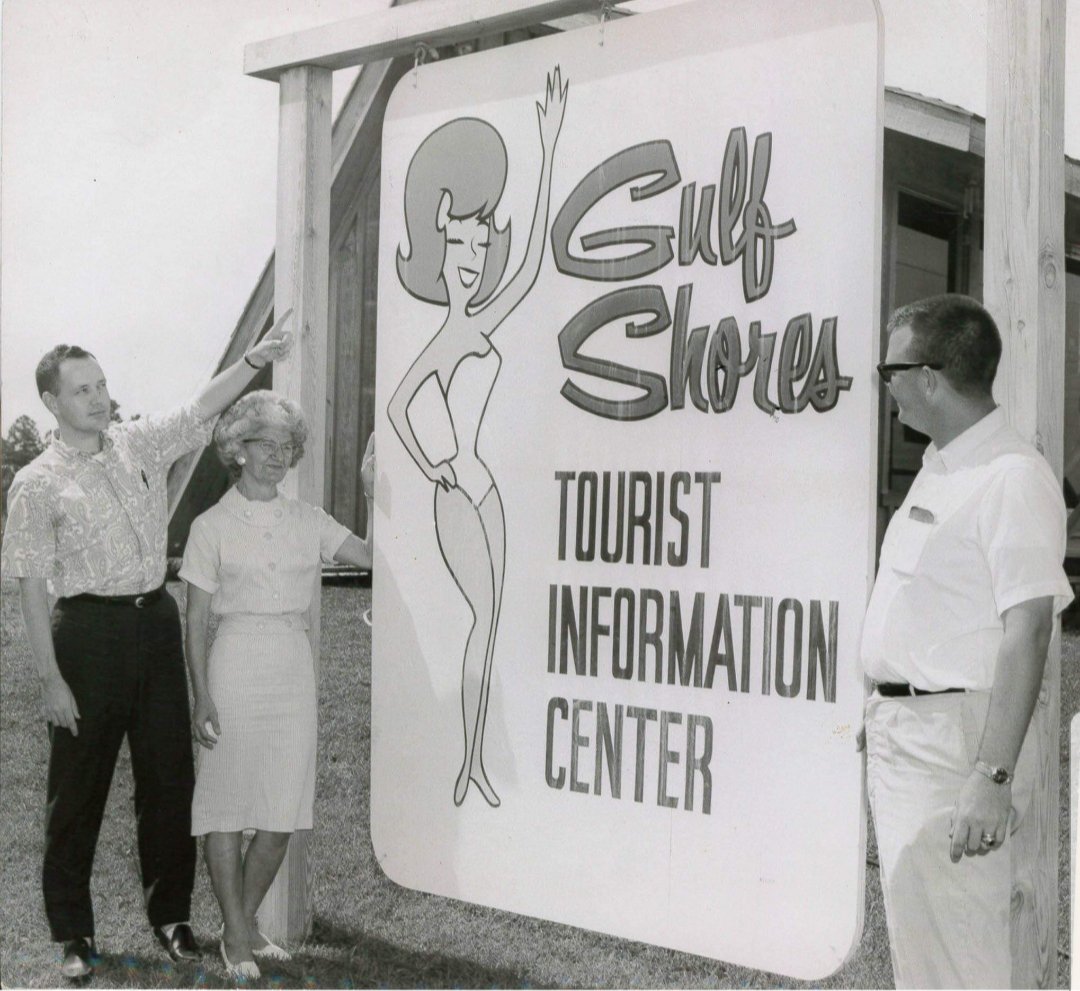 Gulf
Shores
TOURIST
INFORMATION
CENTER